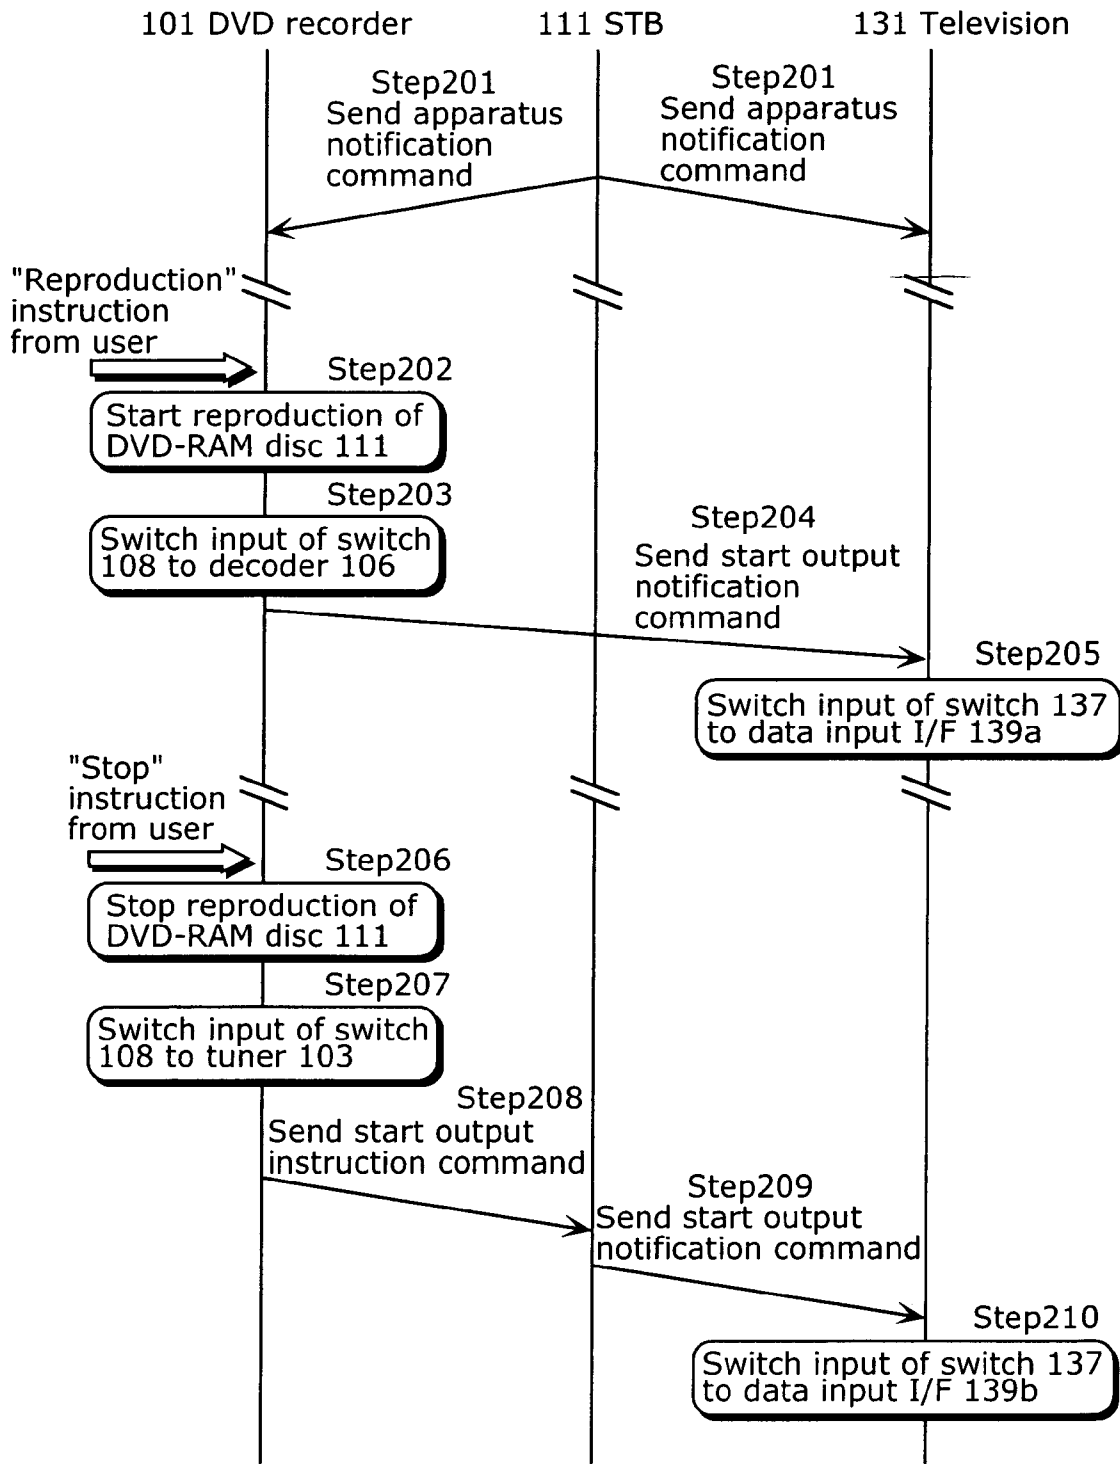 101 DVD recorder
111 STB
131 Television
Step201
Send apparatus
notification
command
Step201
Send apparatus
notification
command
"Reproduction"
instruction
from user
Step202
Start reproduction of
DVD-RAM disc 111
Step203
Switch input of switch
108 to decoder 106
Step204
Send start output
notification
command
Step205
Switch input of switch 137
to data input I/F 139a
"Stop"
instruction
from user
Step206
Stop reproduction of
DVD-RAM disc 111
Step207
Switch input of switch
108 to tuner 103
Step208
Send start output
instruction command
Step209
Send start output
notification command
Step210
Switch input of switch 137
to data input I/F 139b